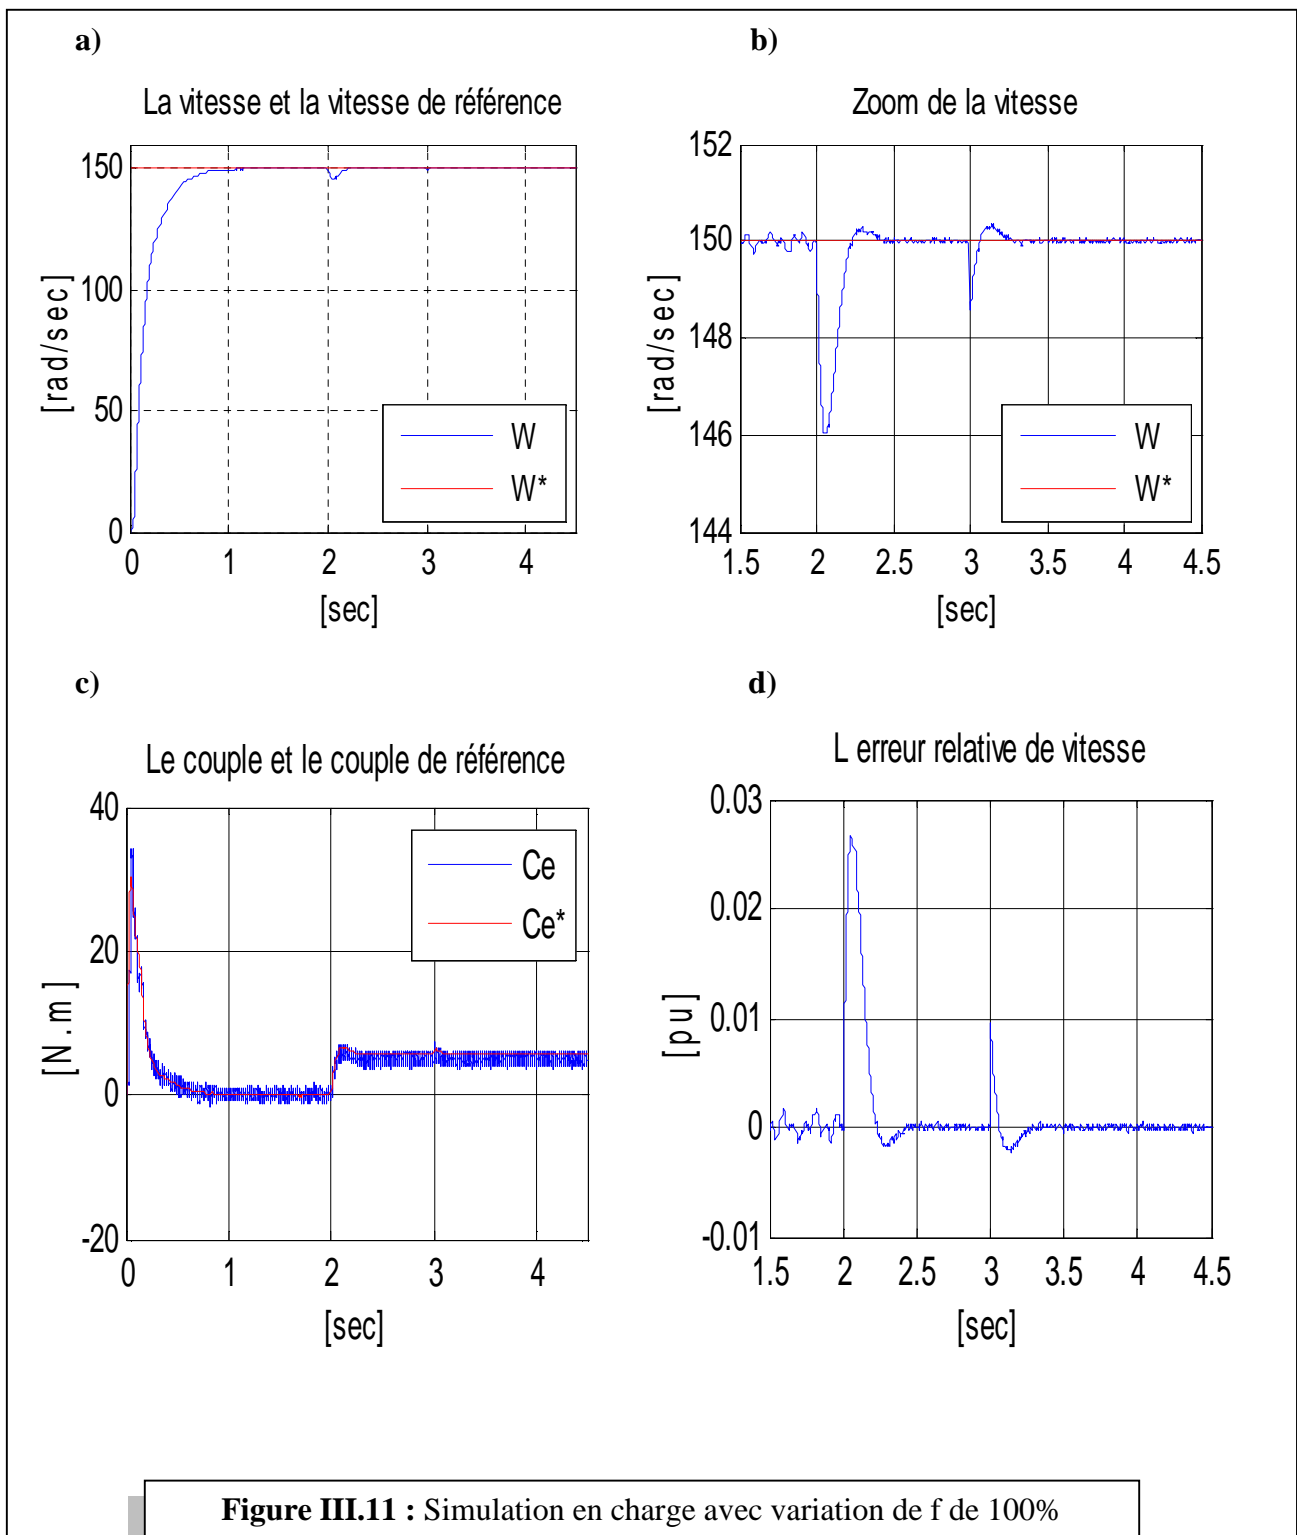 a)
La vitesse et la vitesse de référence
150
100
50
0
0 1 2 3 4
[rad/sec]
[sec]
W
W*
b)
Zoom de la vitesse
152
150
148
146
144
1.5 2 2.5 3 3.5 4 4.5
[rad/sec]
[sec]
W
W*
c)
Le couple et le couple de référence
40
20
0
-20
0 1 2 3 4
[N.m]
[sec]
Ce
Ce*
d)
L erreur relative de vitesse
0.03
0.02
0.01
0
-0.01
1.5 2 2.5 3 3.5 4 4.5
[pu]
[sec]
Figure III.11 : Simulation en charge avec variation de f de 100%